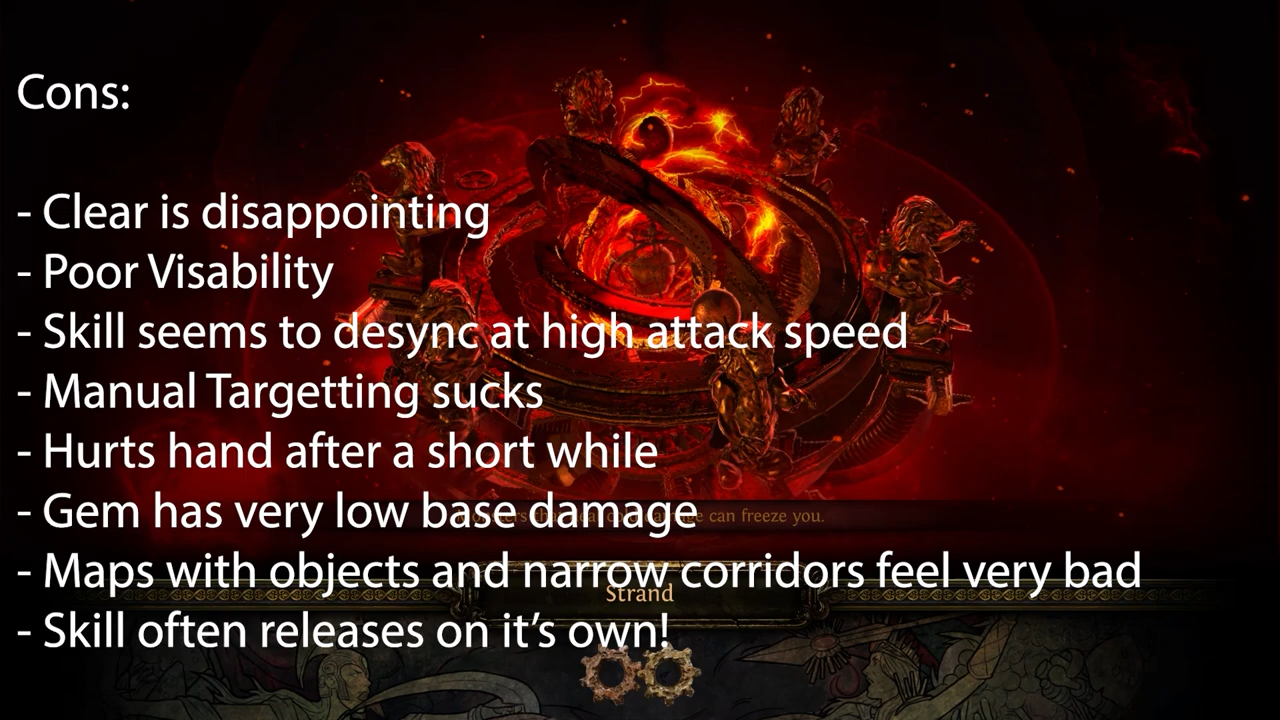 Cons:
- Clear is disappointing
- Poor Visability
- Skill seems to desync at high attack speed
- Manual Targetting sucks
- Hurts hand after a short while
- Gem has very low base damage
can freeze you.
- Maps with objects and narrow corridors feel very bad
Strand
- Skill often releases on it’s own!